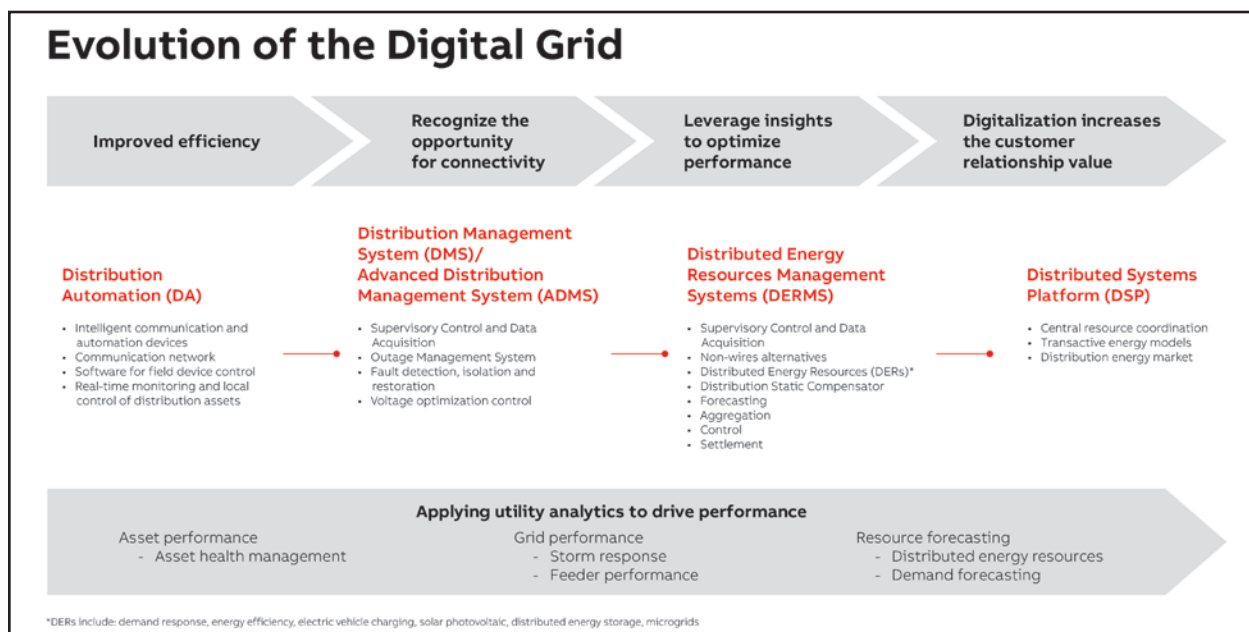 Evolution of the Digital Grid
Improved efficiency
Recognize the
opportunity
for connectivity
Leverage insights
to optimize
performance
Digitalization increases
the customer
relationship value
Distribution
Automation (DA)
• Intelligent communication and
automation devices
• Communication network
• Software for field device control
• Real-time monitoring and local
control of distribution assets
Distribution Management
System (DMS)/
Advanced Distribution
Management System (ADMS)
• Supervisory Control and Data
Acquisition
• Outage Management System
• Fault detection, isolation and
restoration
• Voltage optimization control
Distributed Energy
Resources Management
Systems (DERMS)
• Supervisory Control and Data
Acquisition
• Non-wires alternatives
• Distributed Energy Resources (DERs)*
• Distribution Static Compensator
• Forecasting
• Aggregation
• Control
• Settlement
Distributed Systems
Platform (DSP)
• Central resource coordination
• Transactive energy models
• Distribution energy market
Applying utility analytics to drive performance
Asset performance
- Asset health management
Grid performance
- Storm response
- Feeder performance
Resource forecasting
- Distributed energy resources
- Demand forecasting
*DERs include: demand response, energy efficiency, electric vehicle charging, solar photovoltaic, distributed energy storage, microgrids